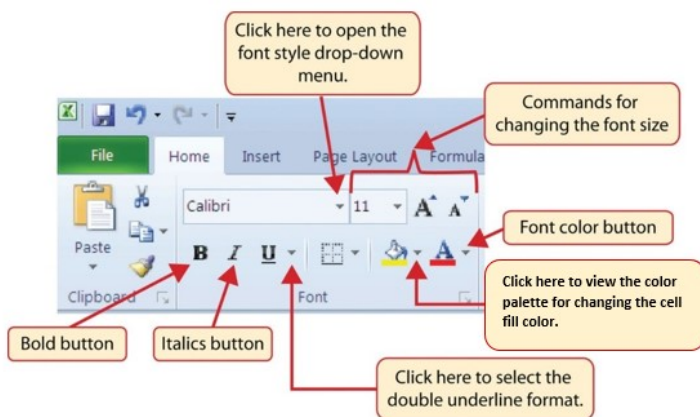 Click here to open the
font style drop-down
menu.
Commands for
changing the font size
File
Home
Insert
Page Layout
Formula
Calibri
11
A
A
Paste
B
I
U
A
Font color button
Clipboard
Font
Click here to view the color
palette for changing the cell
fill color.
Bold button
Italics button
Click here to select the
double underline format.